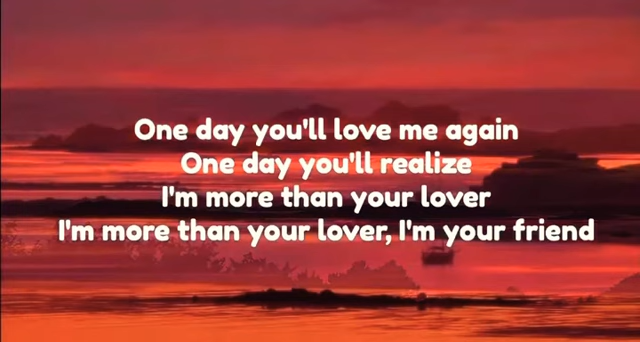 One day you'll love me again
One day you'll realize
I'm more than your lover
I'm more than your lover, I'm your friend